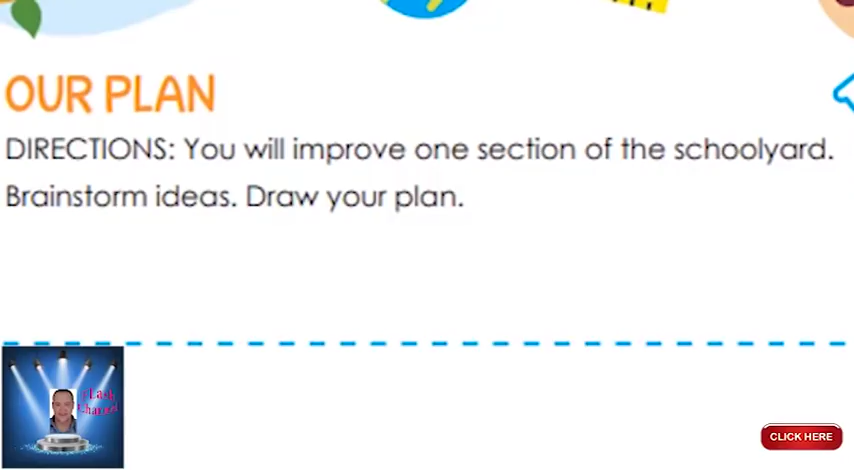 OUR PLAN
DIRECTIONS: You will improve one section of the schoolyard.
Brainstorm ideas. Draw your plan.
CLICK HERE